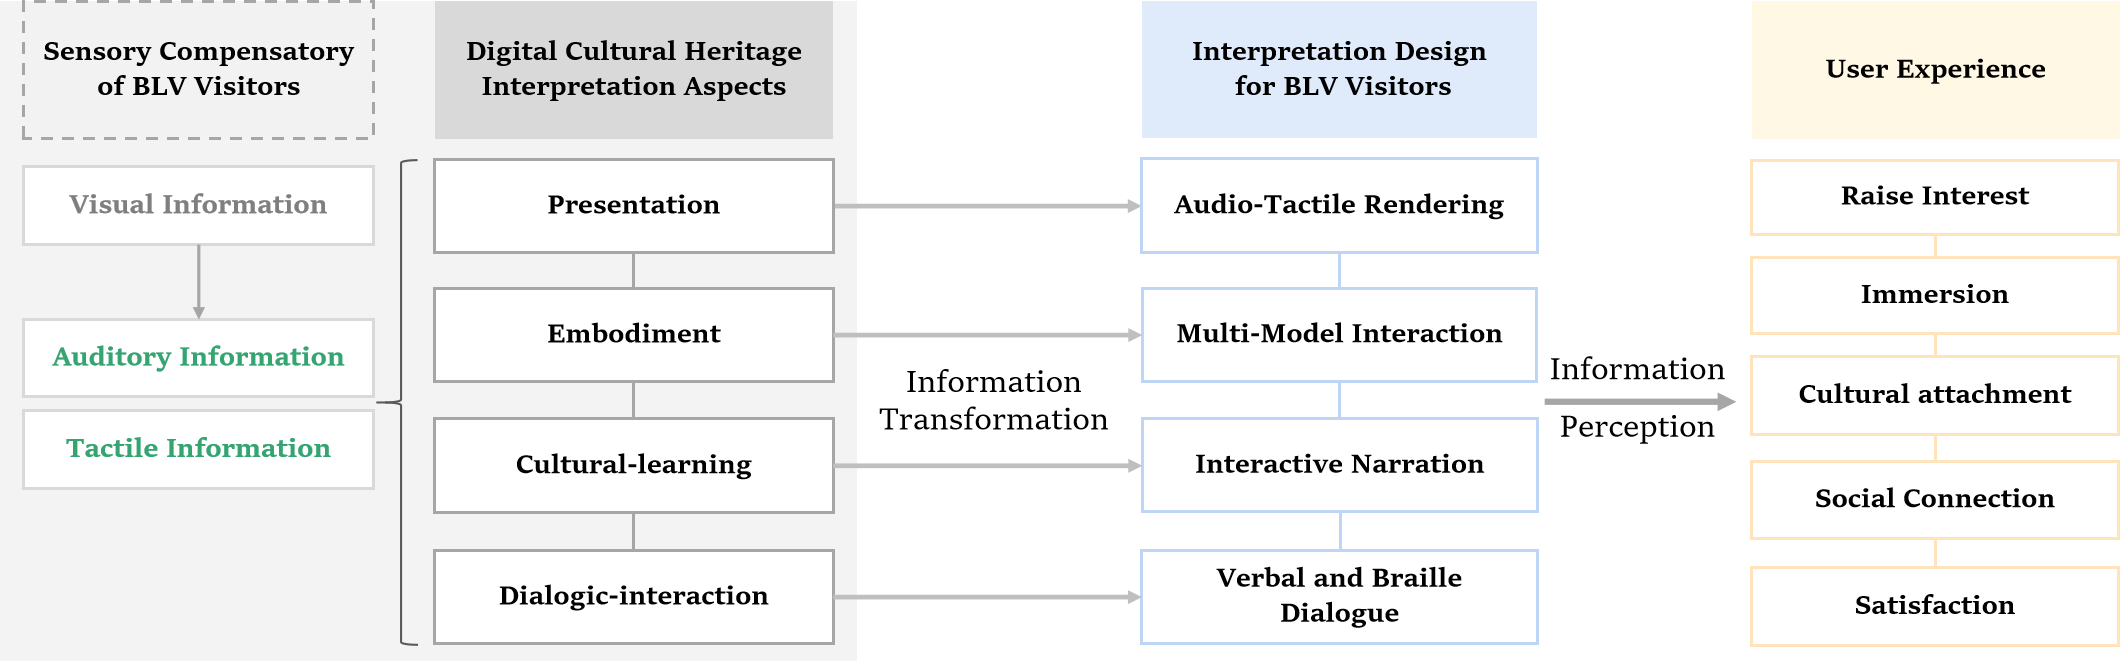 Sensory Compensatory
of BLV Visitors
Visual Information
Auditory Information
Tactile Information
Digital Cultural Heritage
Interpretation Aspects
Presentation
Embodiment
Cultural-learning
Dialogic-interaction
Information
Transformation
Interpretation Design
for BLV Visitors
Audio-Tactile Rendering
Multi-Model Interaction
Interactive Narration
Verbal and Braille
Dialogue
Information
Perception
User Experience
Raise Interest
Immersion
Cultural attachment
Social Connection
Satisfaction